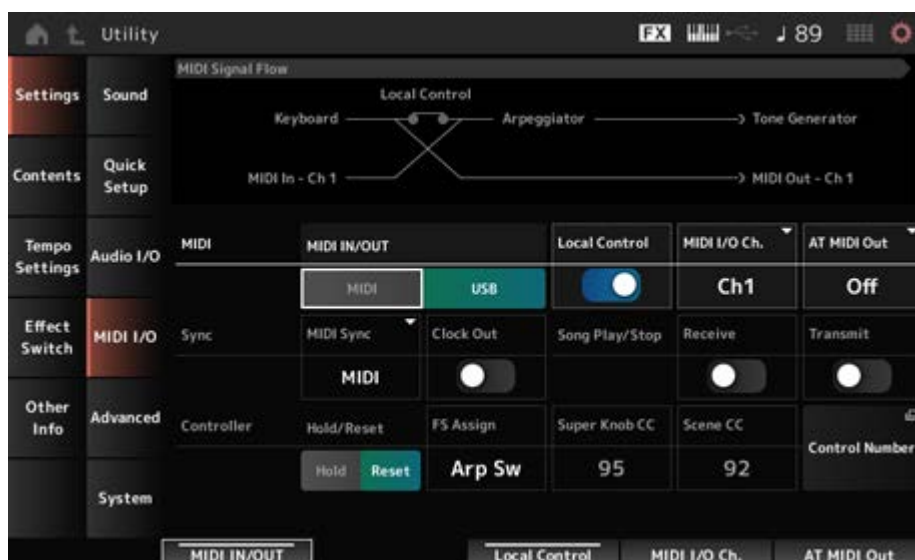 Utility
FX
♩ 89
Settings
Sound
MIDI Signal Flow
Local Control
Keyboard
Arpeggiator
Tone Generator
Contents
Quick
Setup
MIDI In - Ch 1
MIDI Out - Ch 1
Tempo
Settings
Audio I/O
MIDI
MIDI IN/OUT
Local Control
MIDI I/O Ch.
AT MIDI Out
MIDI
USB
Ch1
Off
Effect
Switch
MIDI I/O
Sync
MIDI Sync
Clock Out
Song Play/Stop
Receive
Transmit
MIDI
Other
Info
Advanced
Controller
Hold/Reset
FS Assign
Super Knob CC
Scene CC
Control Number
Hold
Reset
Arp Sw
95
92
System
MIDI IN/OUT
Local Control
MIDI I/O Ch.
AT MIDI Out